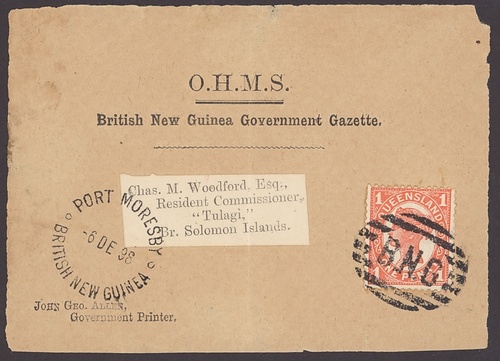 O.H.M.S.
British New Guinea Government Gazette.
Chas. M. Woodford, Esq.,
Resident Commissioner,
"Tulagi,"
Br. Solomon Islands.
PORT MORESBY
-6 DE 98
BRITISH NEW GUINEA
1 1
QUEENSLAND
B.N.G.
1
John Geo. Allen,
Government Printer.